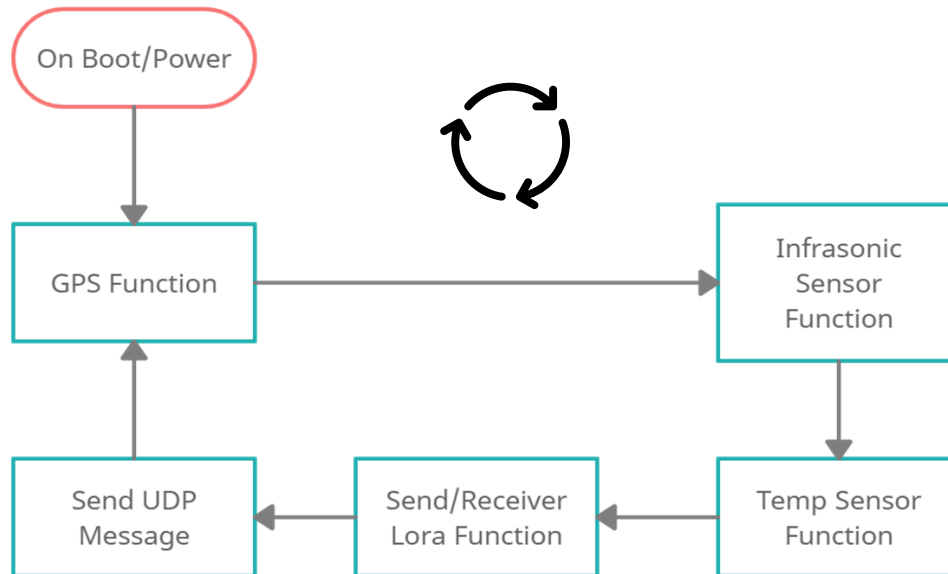 On Boot/Power
GPS Function
Infrasonic
Sensor
Function
Send UDP
Message
Send/Receiver
Lora Function
Temp Sensor
Function